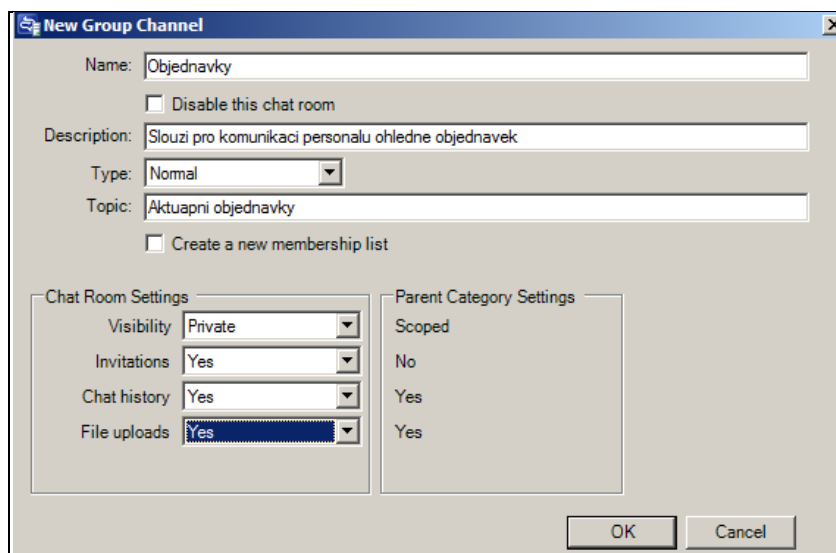 New Group Channel
Name: Objednavky
Disable this chat room
Description: Slouzi pro komunikaci personalu ohledne objednavek
Type: Normal
Topic: Aktuapni objednavky
Create a new membership list
Chat Room Settings Parent Category Settings
Visibility Private Scoped
Invitations Yes No
Chat history Yes Yes
File uploads Yes Yes
OK Cancel